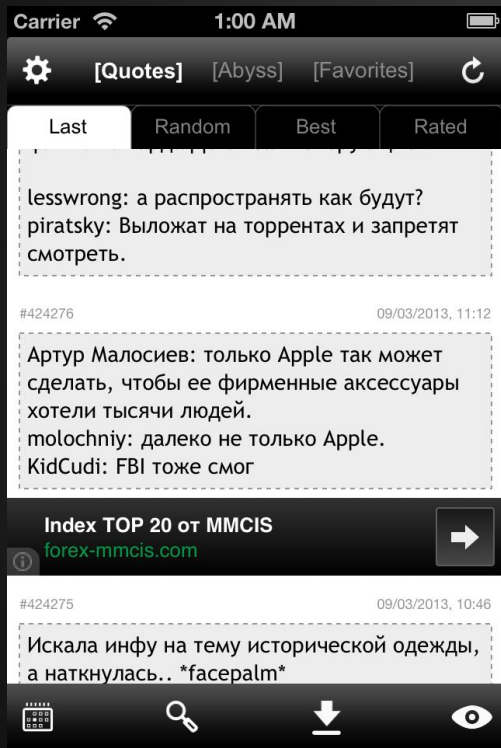 Carrier 1:00 AM
[Quotes] [Abyss] [Favorites]
Last Random Best Rated
lesswrong: а распространять как будут?
piratsky: Выложат на торрентах и запретят
смотреть.
#424276 09/03/2013, 11:12
Артур Малосиев: только Apple так может
сделать, чтобы ее фирменные аксессуары
хотели тысячи людей.
molochniy: далеко не только Apple.
KidCudi: FBI тоже смог
Index TOP 20 от MMCIS
forex-mmcis.com
#424275 09/03/2013, 10:46
Искала инфу на тему исторической одежды,
а наткнулась.. *facepalm*